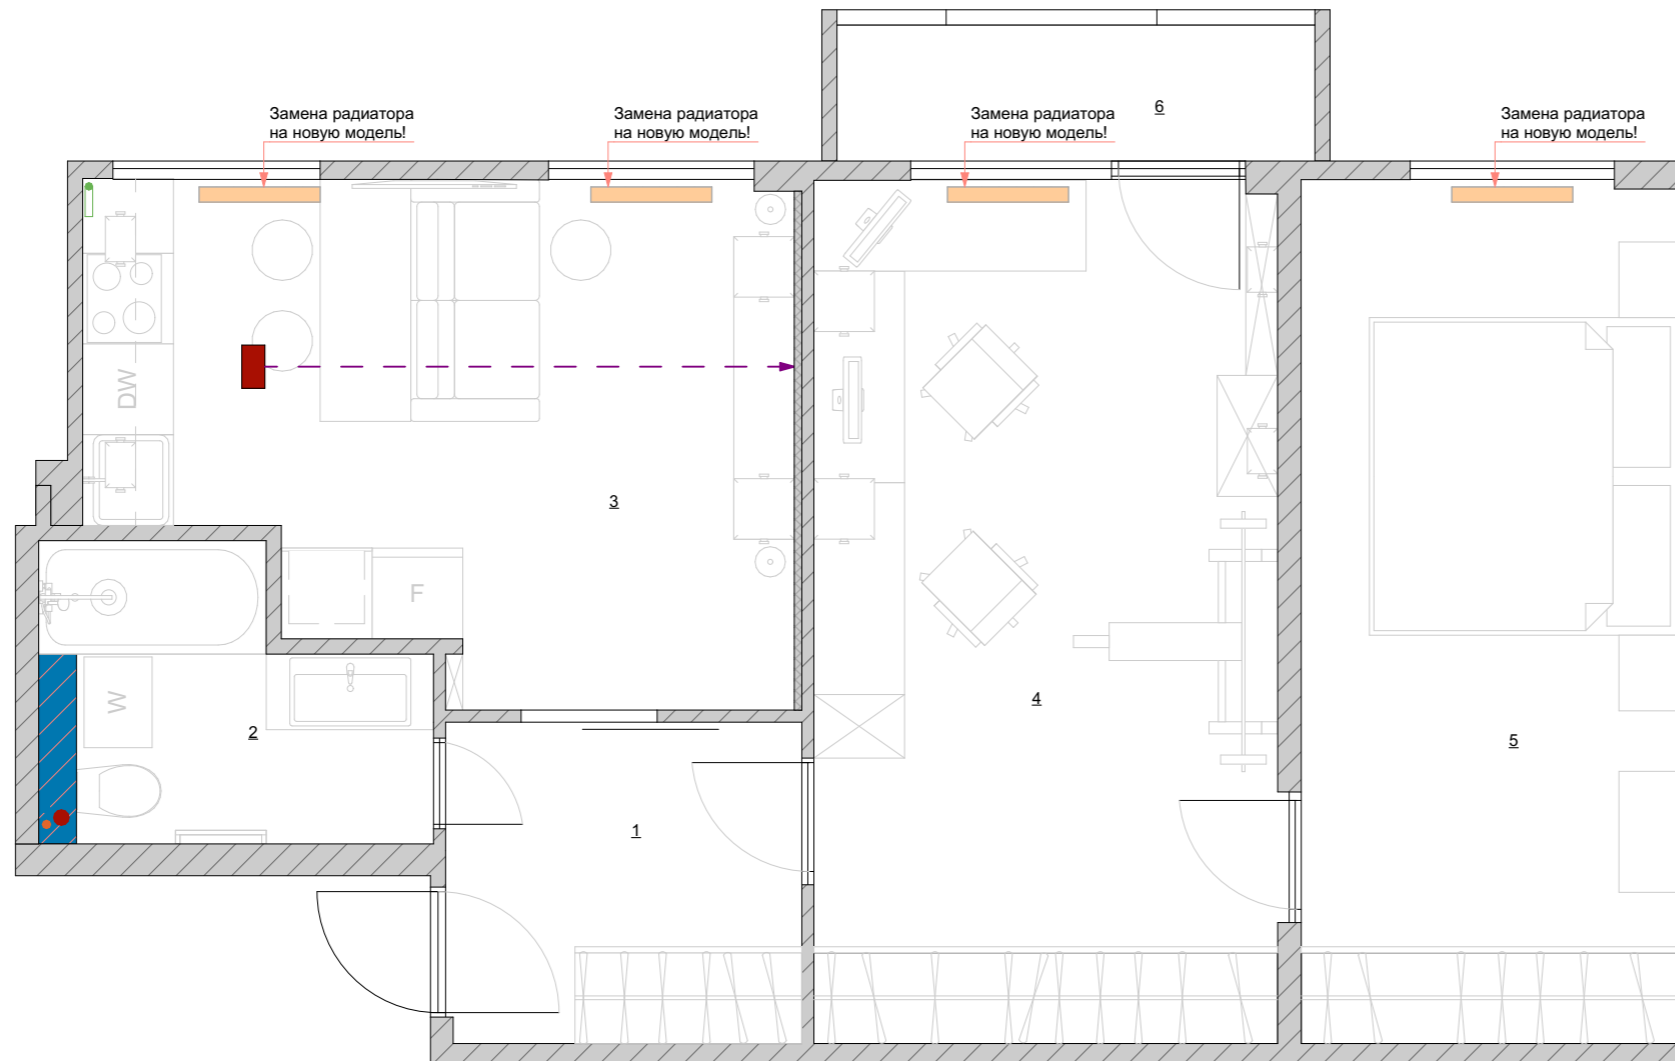 Замена радиатора
на новую модель!
Замена радиатора
на новую модель!
Замена радиатора
на новую модель!
Замена радиатора
на новую модель!
6
DW
3
F
W
2
4
5
1